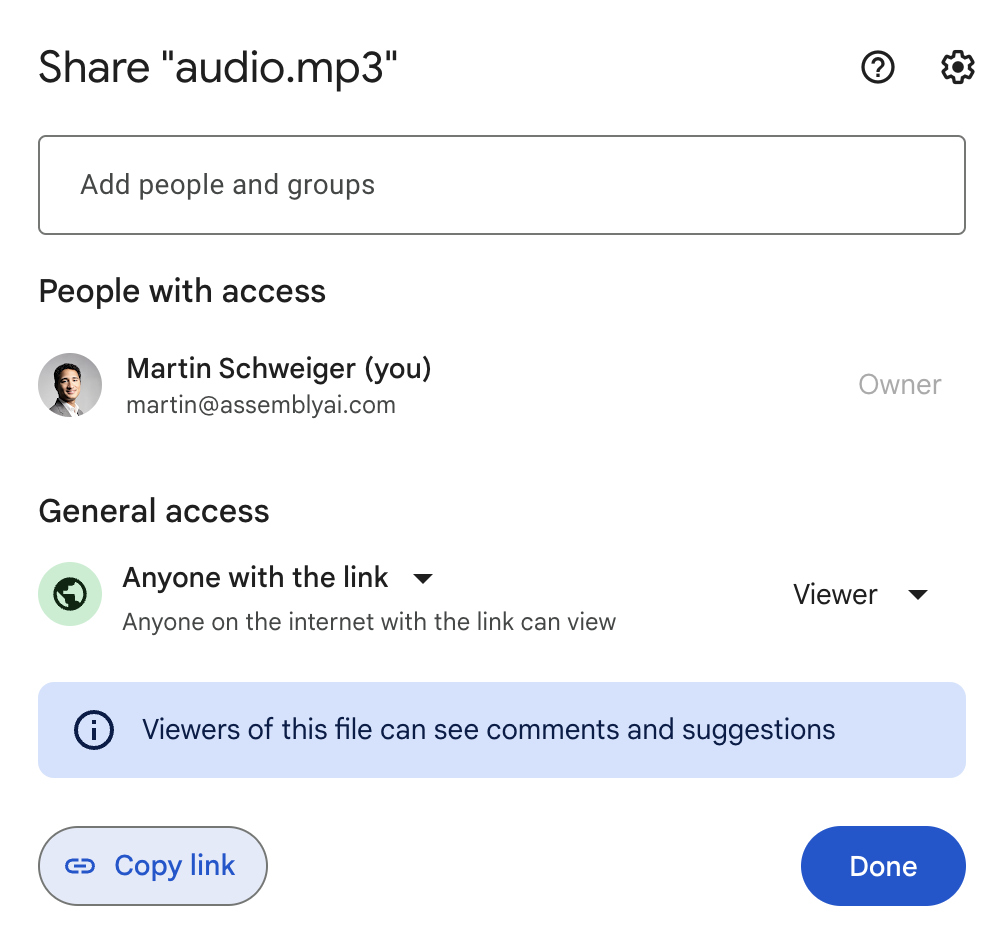 Share "audio.mp3"
Add people and groups
People with access
Martin Schweiger (you)
martin@assemblyai.com
Owner
General access
Anyone with the link
Anyone on the internet with the link can view
Viewer
Viewers of this file can see comments and suggestions
Copy link
Done